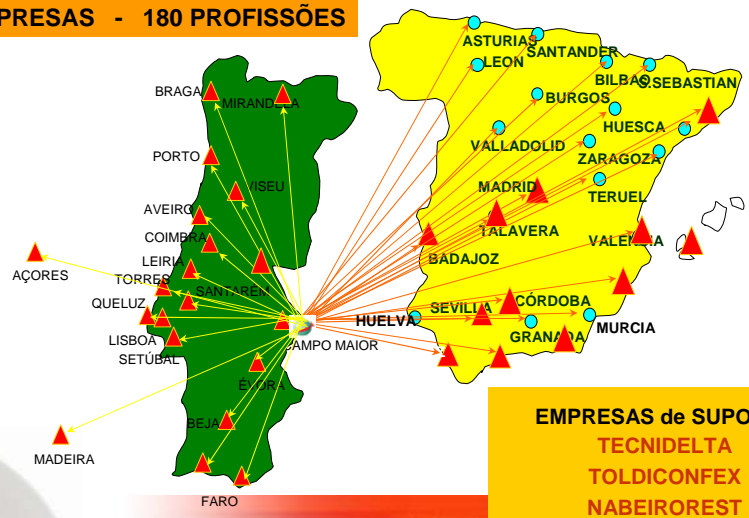 PRESAS - 180 PROFISSÕES
ASTURIAS
SANTANDER
LEON
BILBAO
S.SEBASTIAN
BRAGA
MIRANDELA
BURGOS
HUESCA
PORTO
VALLADOLID
ZARAGOZA
VISEU
MADRID
TERUEL
AVEIRO
TALAVERA
VALENCIA
COIMBRA
BADAJOZ
LEIRIA
AÇORES
TORRES
SANTARÉM
QUELUZ
SEVILLA
CÓRDOBA
HUELVA
MURCIA
LISBOA
CAMPO MAIOR
GRANADA
SETÚBAL
ÉVORA
BEJA
MADEIRA
FARO
EMPRESAS de SUPO
TECNIDELTA
TOLDICONFEX
NABEIROREST